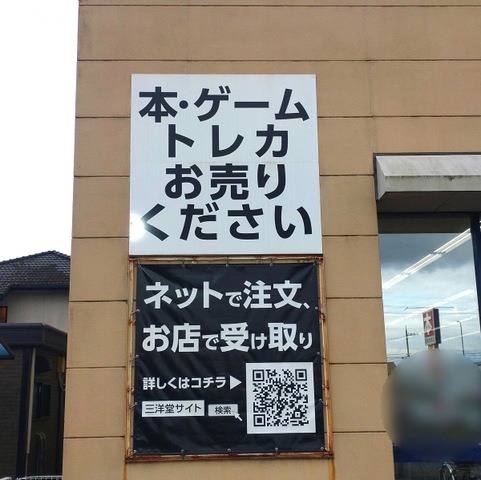 本・ゲーム
トレカ
お売り
ください
ネットで注文、
お店で受け取り
詳しくはコチラ▶
三洋堂サイト 検索